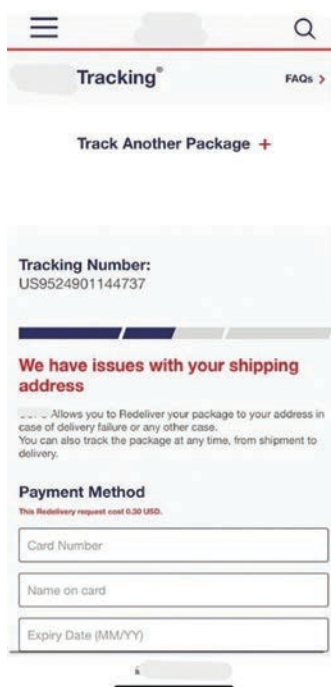 Tracking®
FAQs >
Track Another Package +
Tracking Number:
US9524901144737
We have issues with your shipping
address
Allows you to Redeliver your package to your address in
case of delivery failure or any other case.
You can also track the package at any time, from shipment to
delivery.
Payment Method
This Redelivery request cost 0.30 USD.
Card Number
Name on card
Expiry Date (MM/YY)